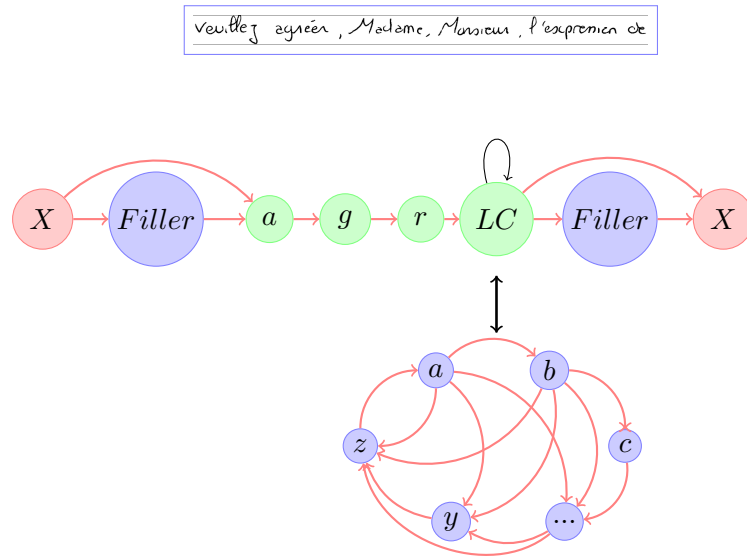 Veuillez agréer, Madame, Monsieur, l'expression de
X Filler a g r LC Filler X
a b
z c
y ...